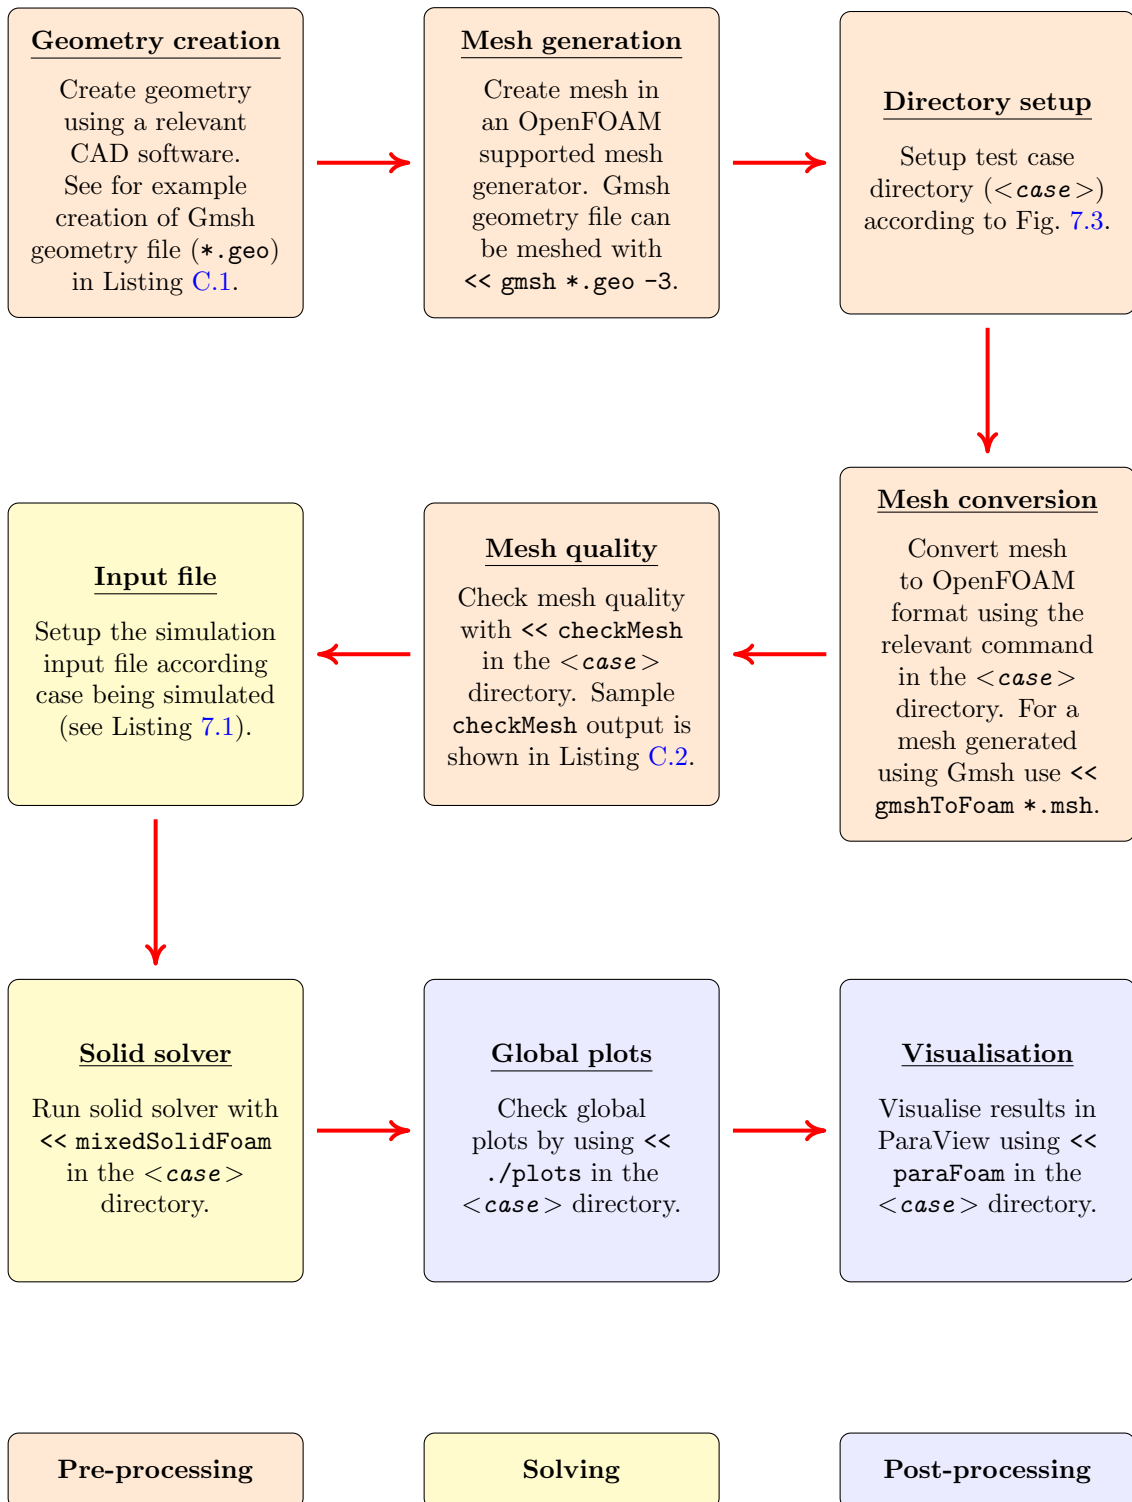 Geometry creation
Create geometry
using a relevant
CAD software.
See for example
creation of Gmsh
geometry file (*.geo)
in Listing C.1.
Mesh generation
Create mesh in
an OpenFOAM
supported mesh
generator. Gmsh
geometry file can
be meshed with
<< gmsh *.geo -3.
Directory setup
Setup test case
directory (<case>)
according to Fig. 7.3.
Mesh conversion
Convert mesh
to OpenFOAM
format using the
relevant command
in the <case>
directory. For a
mesh generated
using Gmsh use <<
gmshToFoam *.msh.
Mesh quality
Check mesh quality
with << checkMesh
in the <case>
directory. Sample
checkMesh output is
shown in Listing C.2.
Input file
Setup the simulation
input file according
case being simulated
(see Listing 7.1).
Solid solver
Run solid solver with
<< mixedSolidFoam
in the <case>
directory.
Global plots
Check global
plots by using <<
./plots in the
<case> directory.
Visualisation
Visualise results in
ParaView using <<
paraFoam in the
<case> directory.
Pre-processing
Solving
Post-processing